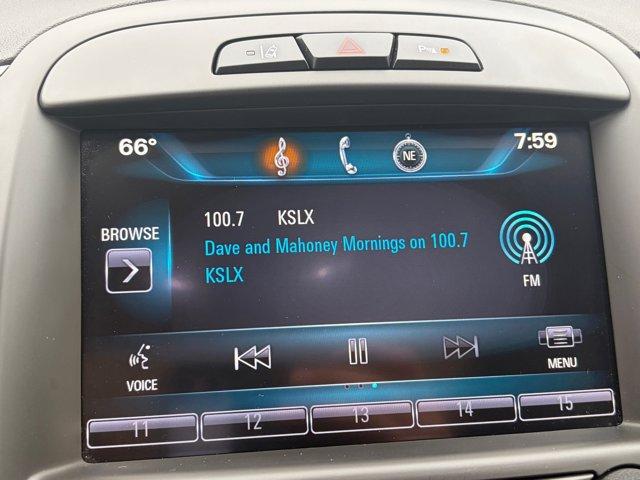 66°
NE
7:59
100.7 KSLX
BROWSE
Dave and Mahoney Mornings on 100.7
KSLX
FM
VOICE
MENU
11 12 13 14 15